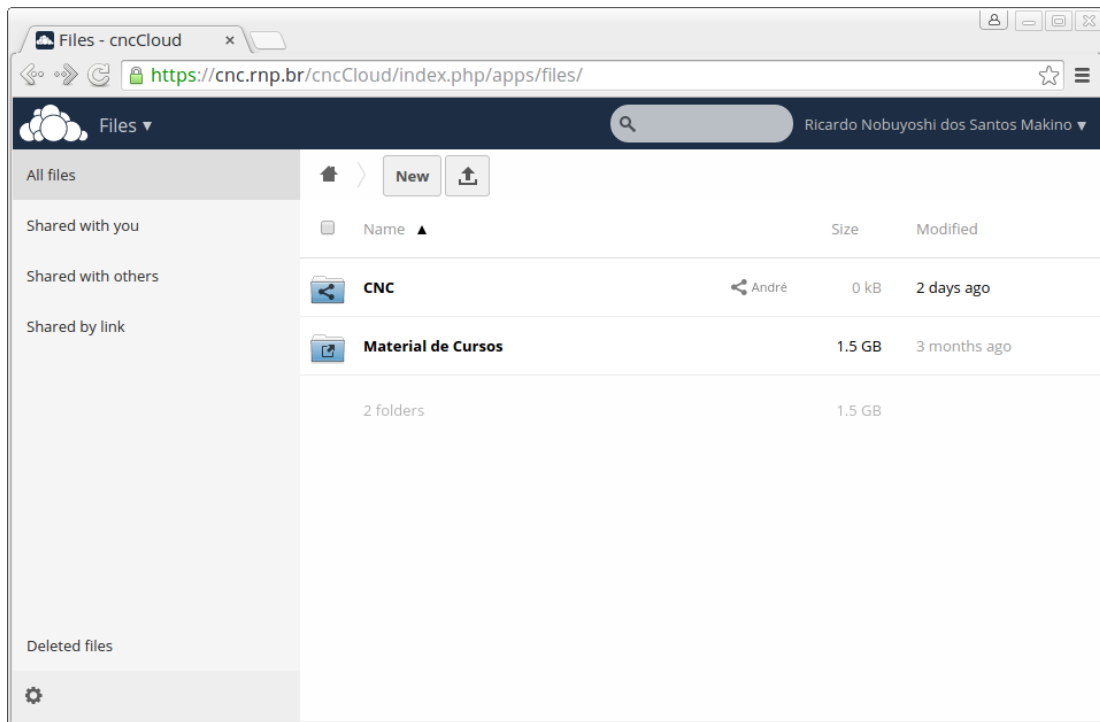 Files - cncCloud
https://cnc.rnp.br/cncCloud/index.php/apps/files/
Files Ricardo Nobuyoshi dos Santos Makino
All files
New
Shared with you
Name Size Modified
Shared with others
CNC André 0 kB 2 days ago
Shared by link
Material de Cursos 1.5 GB 3 months ago
2 folders 1.5 GB
Deleted files